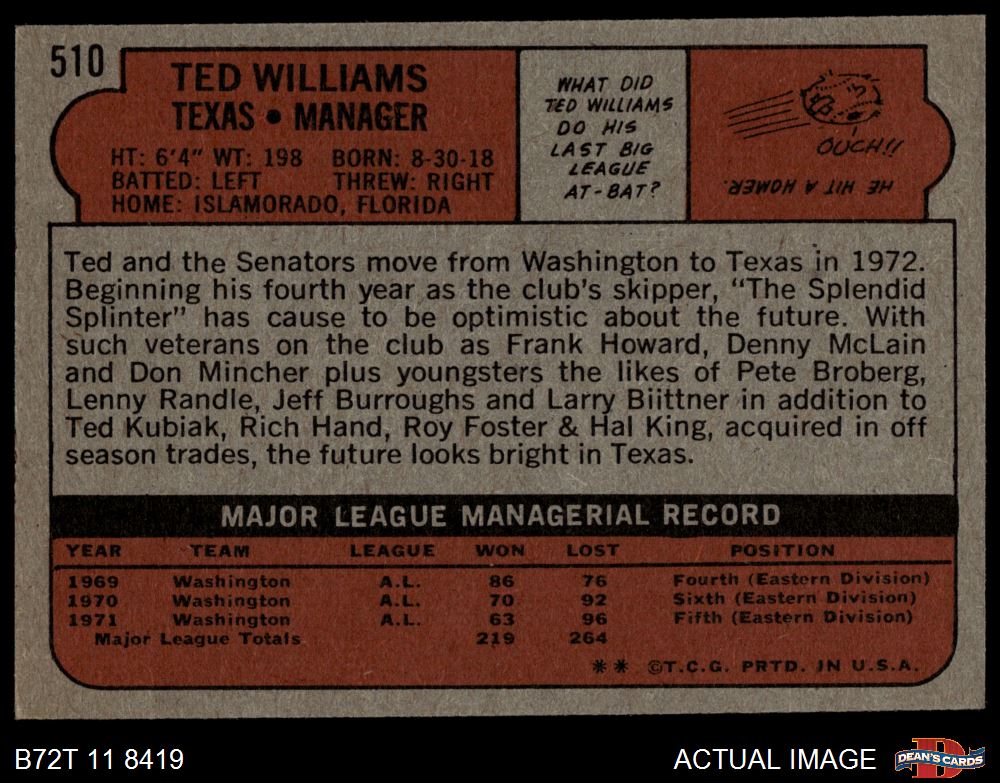 510
TED WILLIAMS
TEXAS • MANAGER
HT: 6'4" WT: 198 BORN: 8-30-18
BATTED: LEFT THREW: RIGHT
HOME: ISLAMORADO, FLORIDA
WHAT DID
TED WILLIAMS
DO HIS
LAST BIG
LEAGUE
AT-BAT?
OUCH!!
HE HIT A HOMER.
Ted and the Senators move from Washington to Texas in 1972.
Beginning his fourth year as the club's skipper, "The Splendid
Splinter" has cause to be optimistic about the future. With
such veterans on the club as Frank Howard, Denny McLain
and Don Mincher plus youngsters the likes of Pete Broberg,
Lenny Randle, Jeff Burroughs and Larry Biittner in addition to
Ted Kubiak, Rich Hand, Roy Foster & Hal King, acquired in off
season trades, the future looks bright in Texas.
MAJOR LEAGUE MANAGERIAL RECORD
YEAR TEAM LEAGUE WON LOST POSITION
1969 Washington A.L. 86 76 Fourth (Eastern Division)
1970 Washington A.L. 70 92 Sixth (Eastern Division)
1971 Washington A.L. 63 96 Fifth (Eastern Division)
Major League Totals 219 264
** ©T.C.G. PRTD. IN U.S.A.
B72T 11 8419
ACTUAL IMAGE
D
DEAN'S CARDS